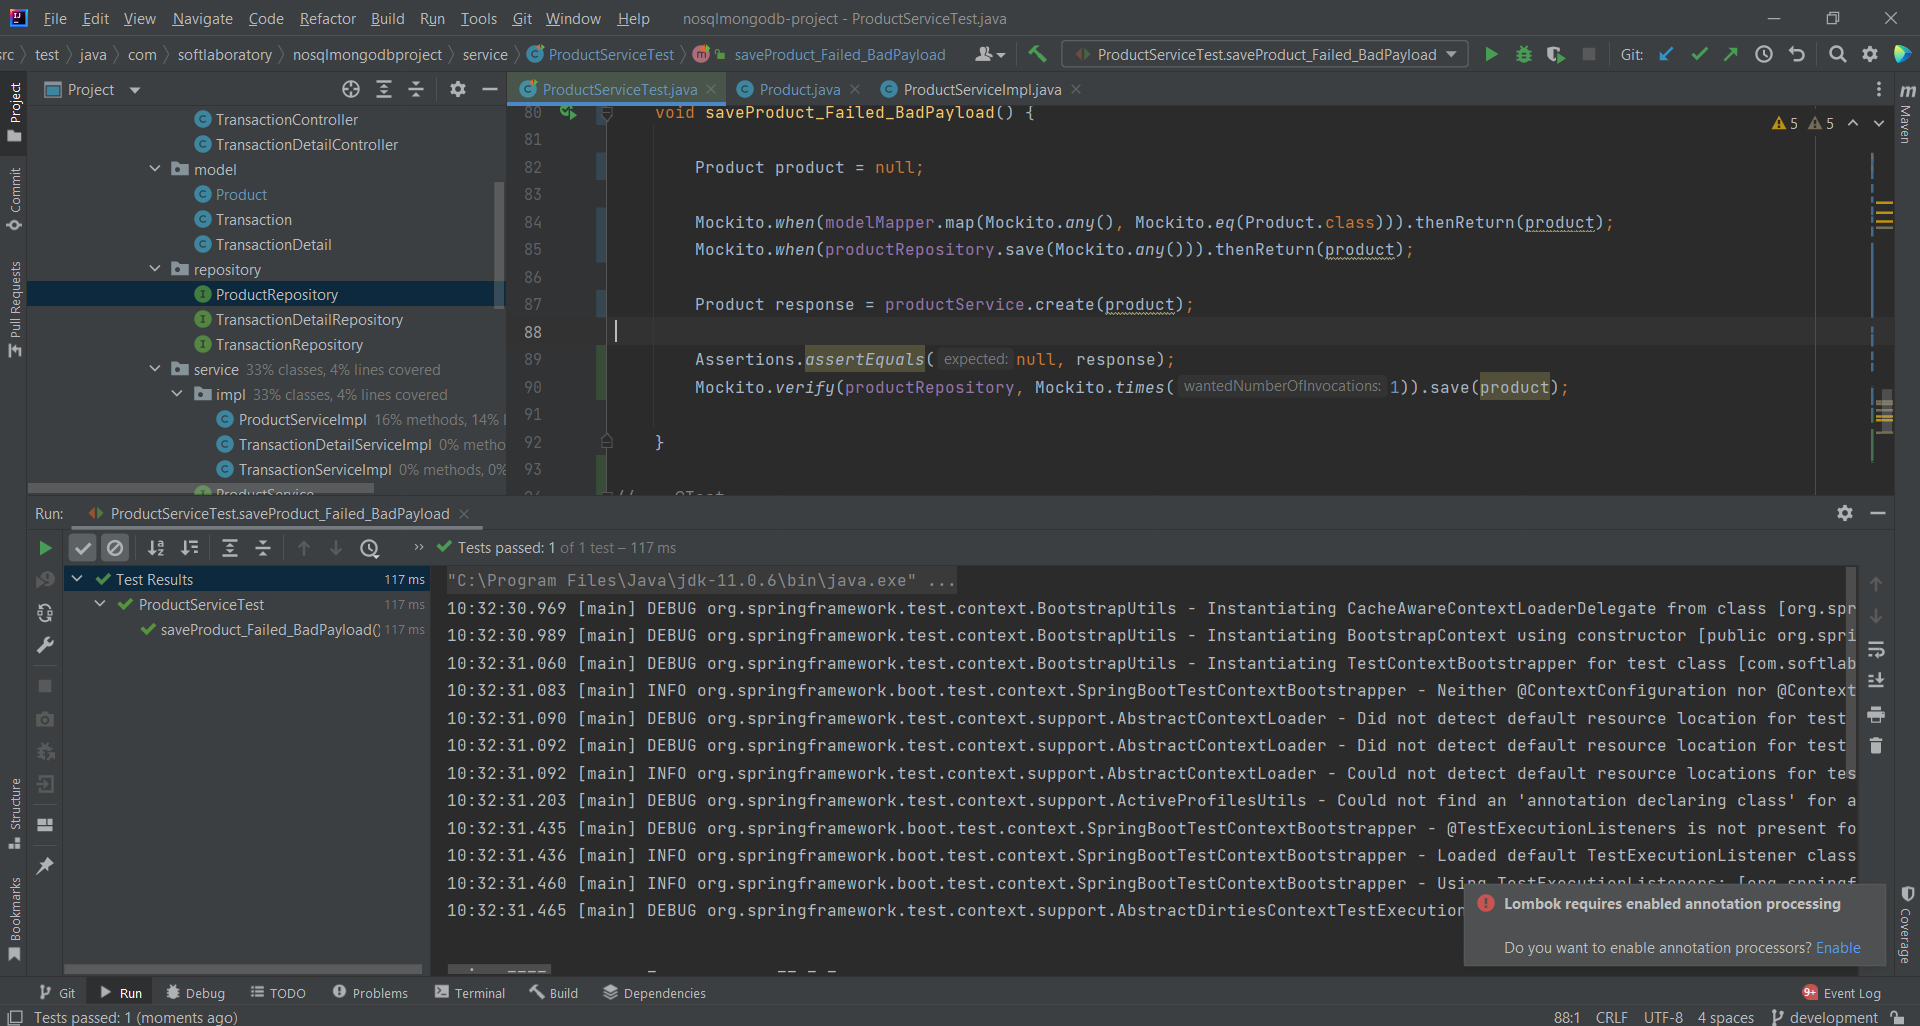 File Edit View Navigate Code Refactor Build Run Tools Git Window Help nosqlmongodb-project - ProductServiceTest.java
src test java com softlaboratory nosqlmongodbproject service ProductServiceTest saveProduct_Failed_BadPayload ProductServiceTest.saveProduct_Failed_BadPayload Git:
Project
ProductServiceTest.java Product.java ProductServiceImpl.java
TransactionController
TransactionDetailController
model
Product
Transaction
TransactionDetail
repository
ProductRepository
TransactionDetailRepository
TransactionRepository
service 33% classes, 4% lines covered
impl 33% classes, 4% lines covered
ProductServiceImpl 16% methods, 14% l
TransactionDetailServiceImpl 0% metho
TransactionServiceImpl 0% methods, 0%
ProductService
80 void saveProduct_Failed_BadPayload() {
5 5
81
82 Product product = null;
83
84 Mockito.when(modelMapper.map(Mockito.any(), Mockito.eq(Product.class))).thenReturn(product);
85 Mockito.when(productRepository.save(Mockito.any())).thenReturn(product);
86
87 Product response = productService.create(product);
88
89 Assertions.assertEquals( expected: null, response);
90 Mockito.verify(productRepository, Mockito.times( wantedNumberOfInvocations: 1)).save(product);
91
92 }
93
// @Test
Project
Commit
Pull Requests
Structure
Bookmarks
Maven
Coverage
Run: ProductServiceTest.saveProduct_Failed_BadPayload
Tests passed: 1 of 1 test – 117 ms
Test Results 117 ms
ProductServiceTest 117 ms
saveProduct_Failed_BadPayload() 117 ms
"C:\Program Files\Java\jdk-11.0.6\bin\java.exe" ...
10:32:30.969 [main] DEBUG org.springframework.test.context.BootstrapUtils - Instantiating CacheAwareContextLoaderDelegate from class [org.spr
10:32:30.989 [main] DEBUG org.springframework.test.context.BootstrapUtils - Instantiating BootstrapContext using constructor [public org.spri
10:32:31.060 [main] DEBUG org.springframework.test.context.BootstrapUtils - Instantiating TestContextBootstrapper for test class [com.softlab
10:32:31.083 [main] INFO org.springframework.boot.test.context.SpringBootTestContextBootstrapper - Neither @ContextConfiguration nor @Context
10:32:31.090 [main] DEBUG org.springframework.test.context.support.AbstractContextLoader - Did not detect default resource location for test
10:32:31.092 [main] DEBUG org.springframework.test.context.support.AbstractContextLoader - Did not detect default resource location for test
10:32:31.092 [main] INFO org.springframework.test.context.support.AbstractContextLoader - Could not detect default resource locations for tes
10:32:31.203 [main] DEBUG org.springframework.test.context.support.ActiveProfilesUtils - Could not find an 'annotation declaring class' for a
10:32:31.435 [main] DEBUG org.springframework.boot.test.context.SpringBootTestContextBootstrapper - @TestExecutionListeners is not present fo
10:32:31.436 [main] INFO org.springframework.boot.test.context.SpringBootTestContextBootstrapper - Loaded default TestExecutionListener class
10:32:31.460 [main] INFO org.springframework.boot.test.context.SpringBootTestContextBootstrapper - Using TestExecutionListeners: [org.springf
10:32:31.465 [main] DEBUG org.springframework.test.context.support.AbstractDirtiesContextTestExecution
Lombok requires enabled annotation processing
Do you want to enable annotation processors? Enable
Git Run Debug TODO Problems Terminal Build Dependencies 9+ Event Log
Tests passed: 1 (moments ago) 88:1 CRLF UTF-8 4 spaces development